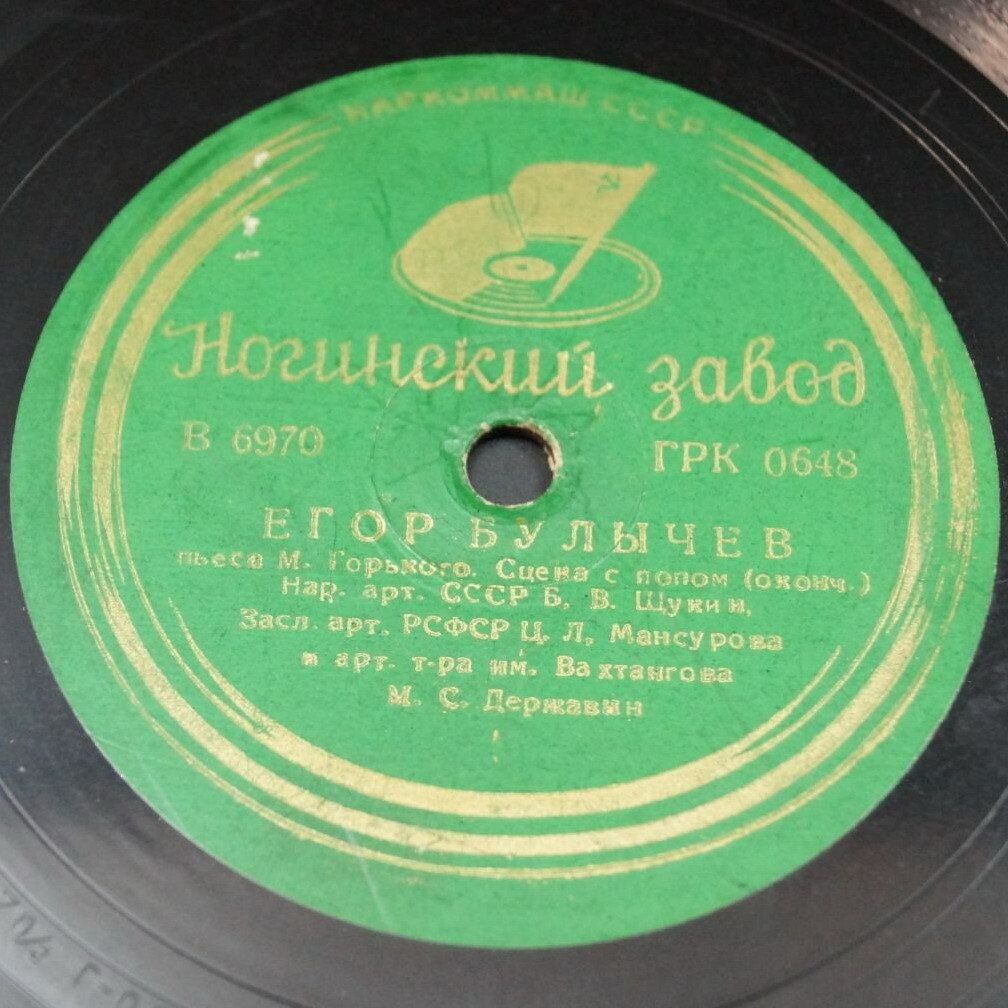 НАРКОММАШ СССР
Ногинский завод
В 6970 ГРК 0648
ЕГОР БУЛЫЧЕВ
пьеса М. Горького. Сцена с попом (оконч.)
Нар. арт. СССР Б. В. Щукин,
Засл. арт. РСФСР Ц. Л. Мансурова
и арт. т-ра им. Вахтангова
М. С. Державин